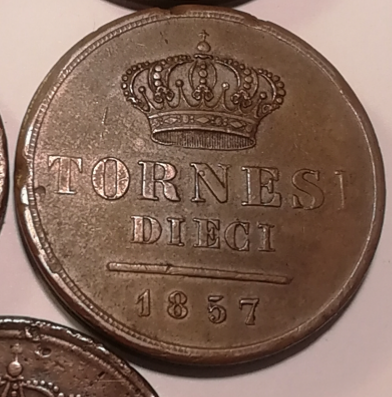 TORNESI
DIECI
1857